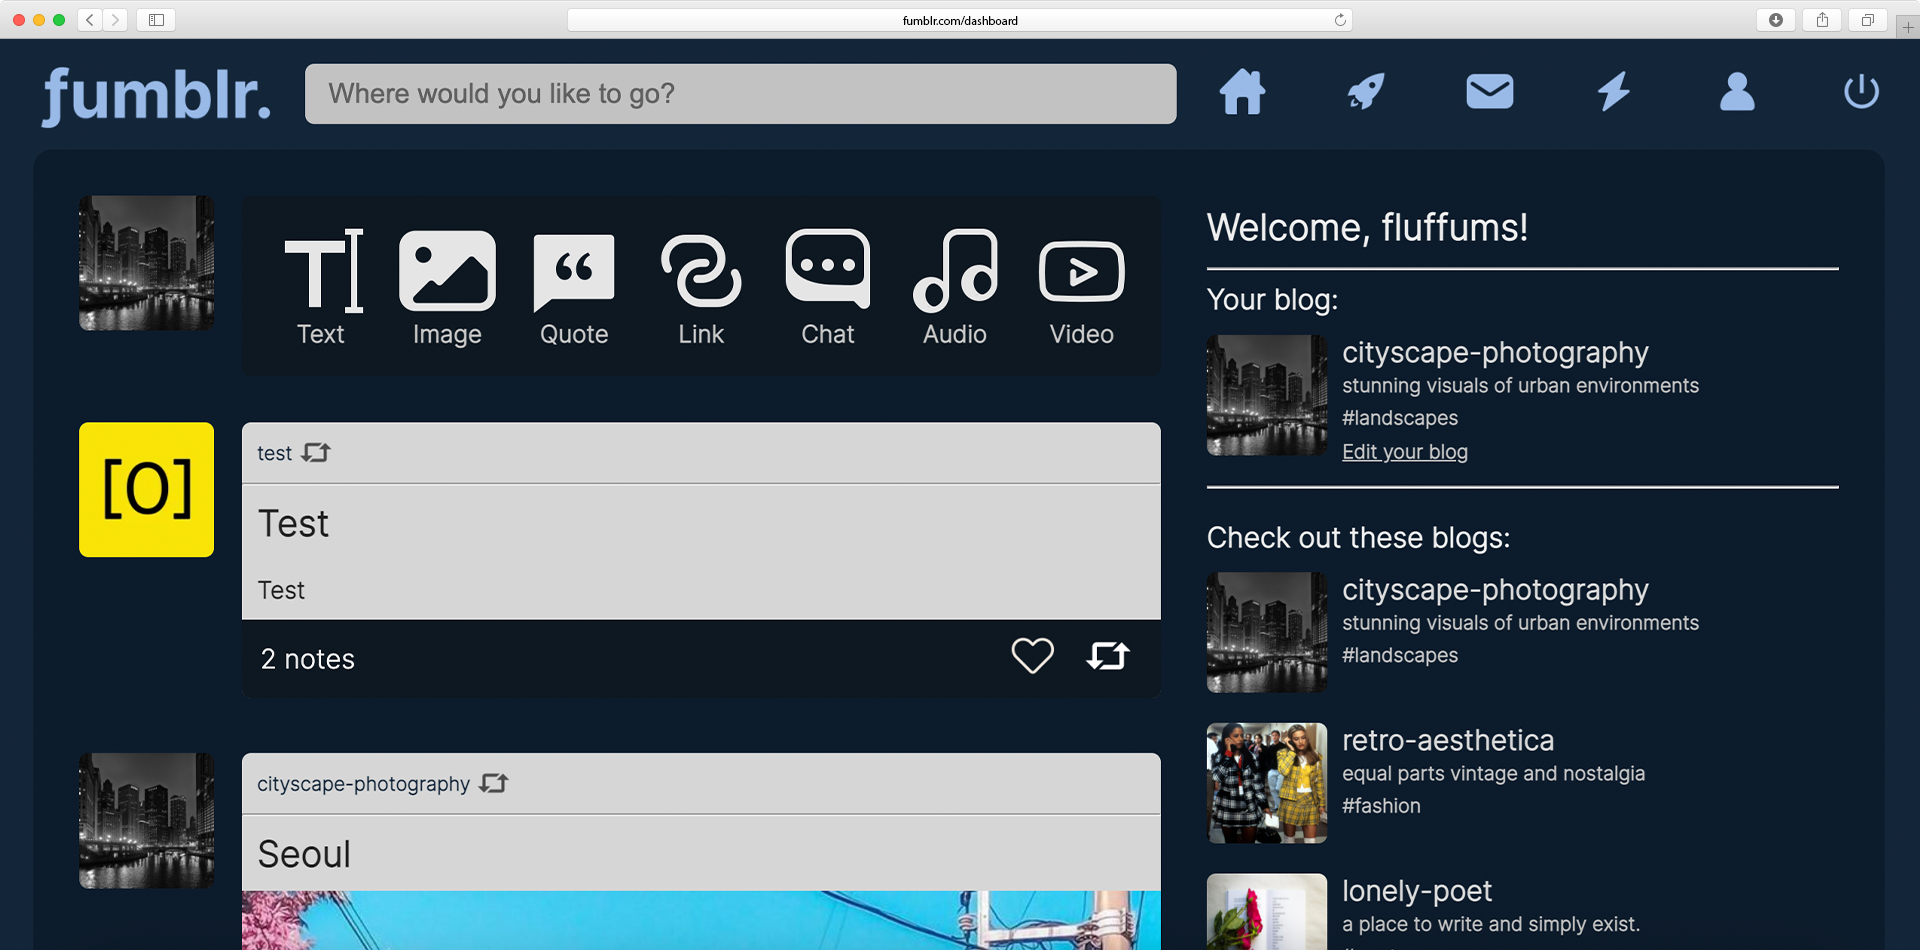 fumblr.com/dashboard
fumblr.
Where would you like to go?
Text
Image
Quote
Link
Chat
Audio
Video
[O]
test
Test
Test
2 notes
cityscape-photography
Seoul
Welcome, fluffums!
Your blog:
cityscape-photography
stunning visuals of urban environments
#landscapes
Edit your blog
Check out these blogs:
cityscape-photography
stunning visuals of urban environments
#landscapes
retro-aesthetica
equal parts vintage and nostalgia
#fashion
lonely-poet
a place to write and simply exist.